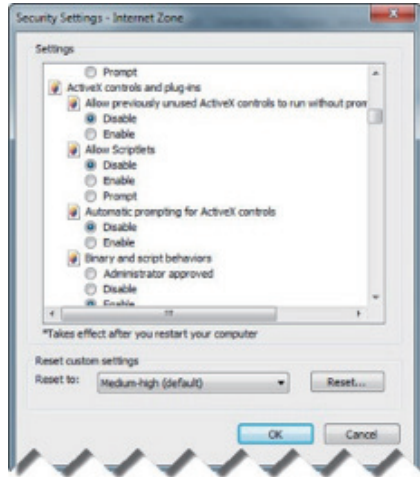 Security Settings - Internet Zone
Settings
Prompt
ActiveX controls and plug-ins
Allow previously unused ActiveX controls to run without prom
Disable
Enable
Allow Scriptlets
Disable
Enable
Prompt
Automatic prompting for ActiveX controls
Disable
Enable
Binary and script behaviors
Administrator approved
Disable
Enable
*Takes effect after you restart your computer
Reset custom settings
Reset to: Medium-high (default) Reset...
OK Cancel